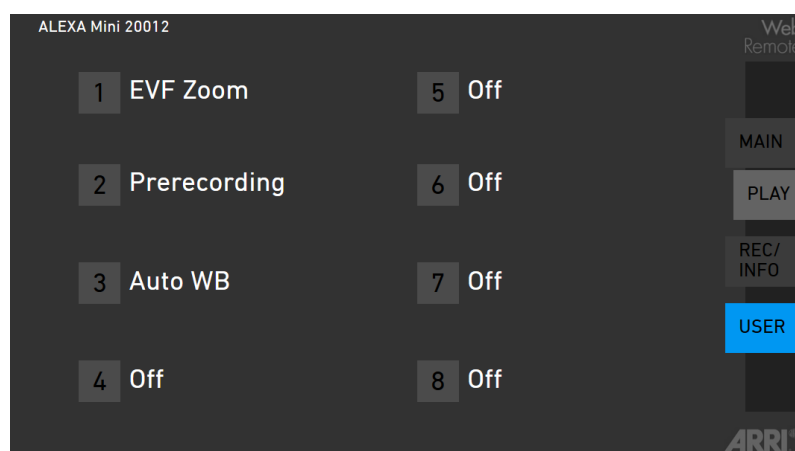 ALEXA Mini 20012
Web
Remote
1 EVF Zoom
5 Off
2 Prerecording
6 Off
3 Auto WB
7 Off
4 Off
8 Off
MAIN
PLAY
REC/
INFO
USER
ARRI